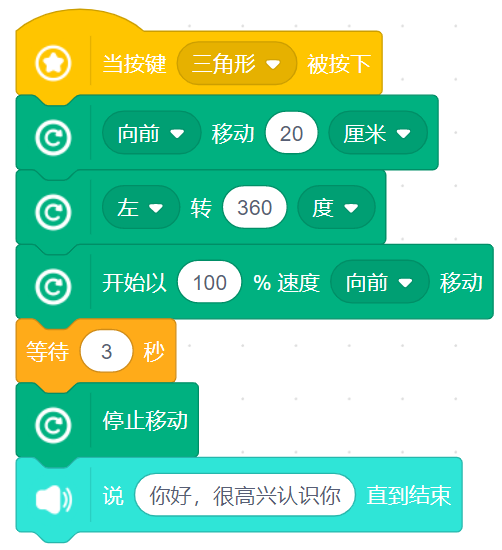 当按键 三角形 被按下
向前 移动 20 厘米
左 转 360 度
开始以 100 % 速度 向前 移动
等待 3 秒
停止移动
说 你好，很高兴认识你 直到结束